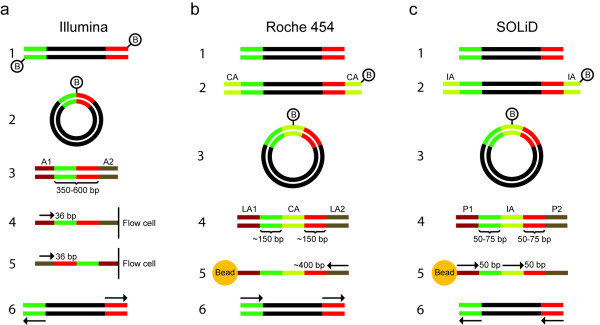 a Illumina
1 B B
2 B
3 A1 A2
350-600 bp
4 36 bp Flow cell
5 36 bp Flow cell
6
b Roche 454
1
2 CA CA B
3 B
4 LA1 CA LA2
~150 bp ~150 bp
5 Bead ~400 bp
6
c SOLiD
1
2 IA IA B
3 B
4 P1 IA P2
50-75 bp 50-75 bp
5 Bead 50 bp 50 bp
6